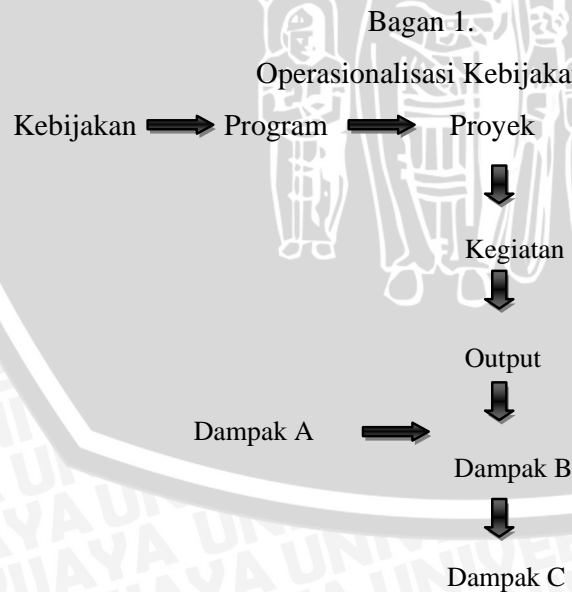 Bagan 1.
Operasionalisasi Kebijaka
Kebijakan Program Proyek
Kegiatan
Output
Dampak A
Dampak B
Dampak C